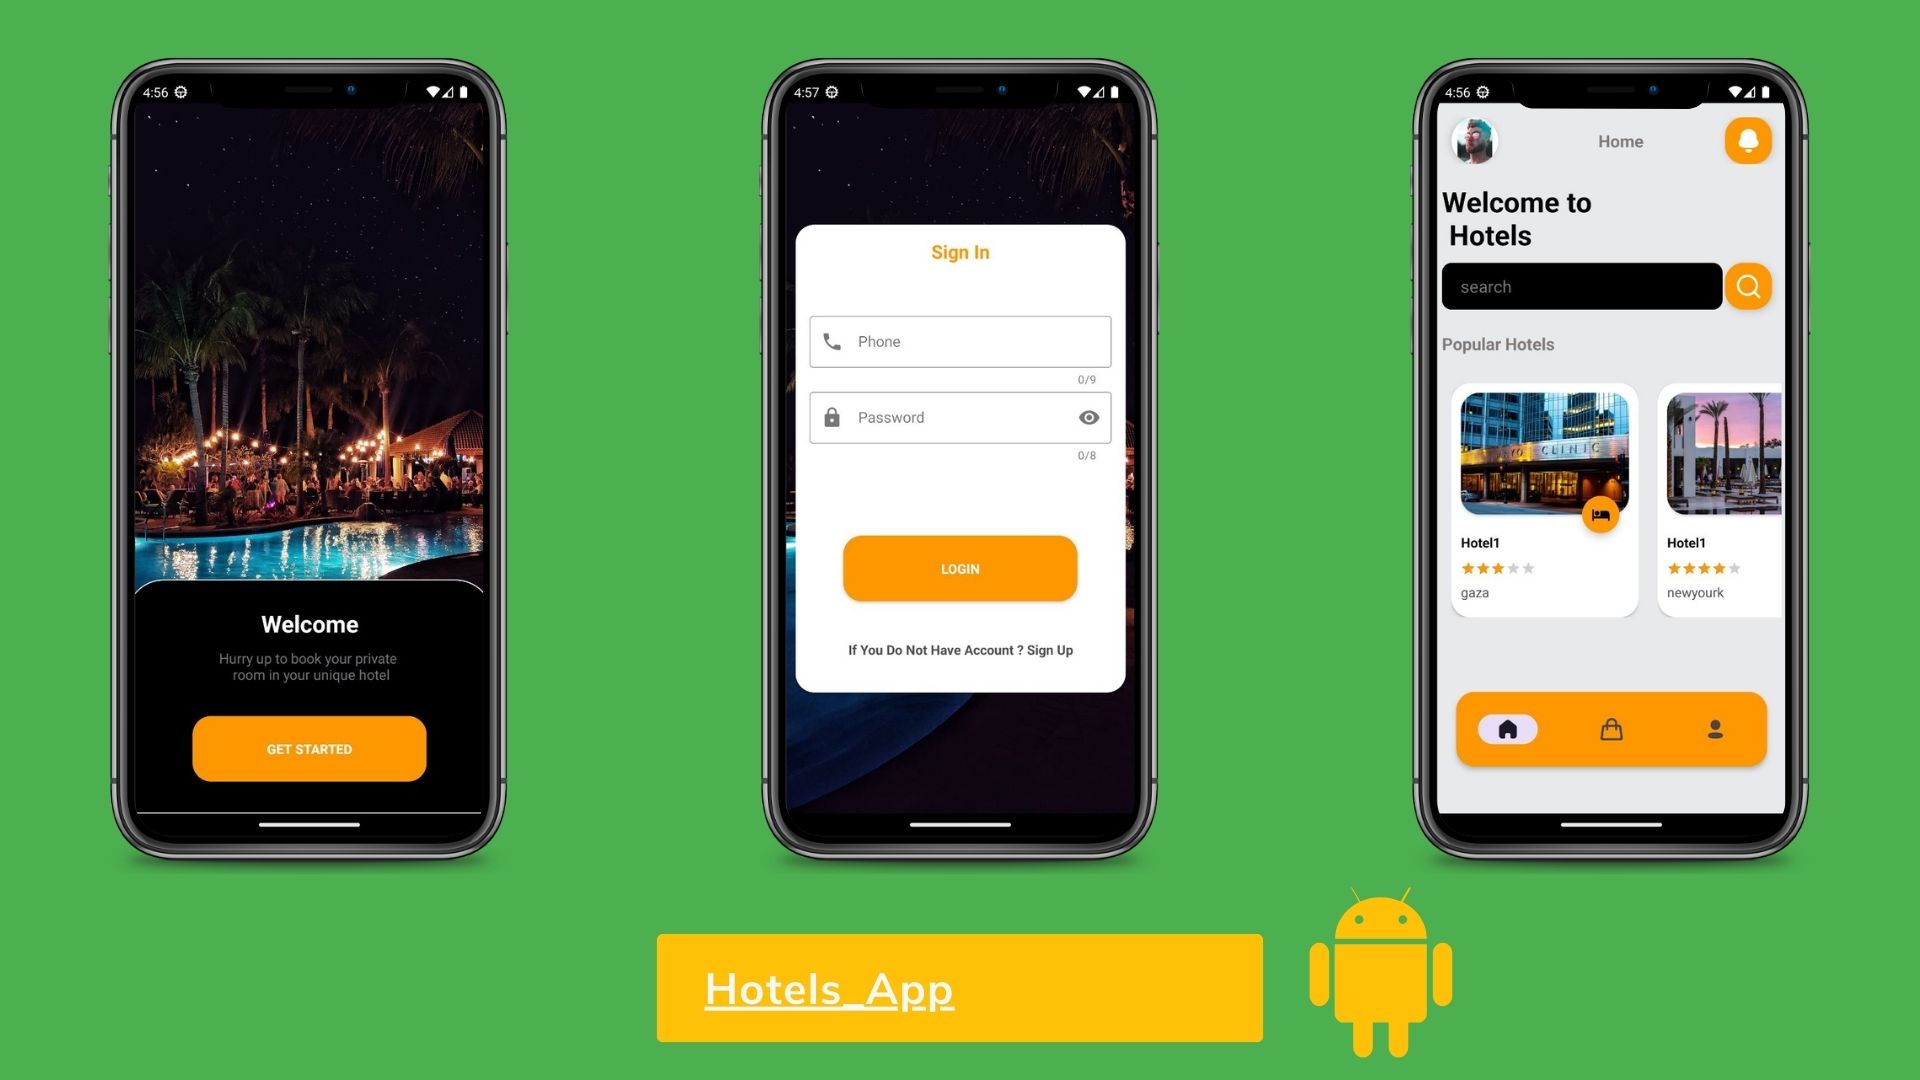 4:56
Welcome
Hurry up to book your private
room in your unique hotel
GET STARTED
4:57
Sign In
Phone
0/9
Password
0/8
LOGIN
If You Do Not Have Account ? Sign Up
4:56
Home
Welcome to
Hotels
search
Popular Hotels
CLINIC
Hotel1
gaza
Hotel1
newyourk
Hotels_App